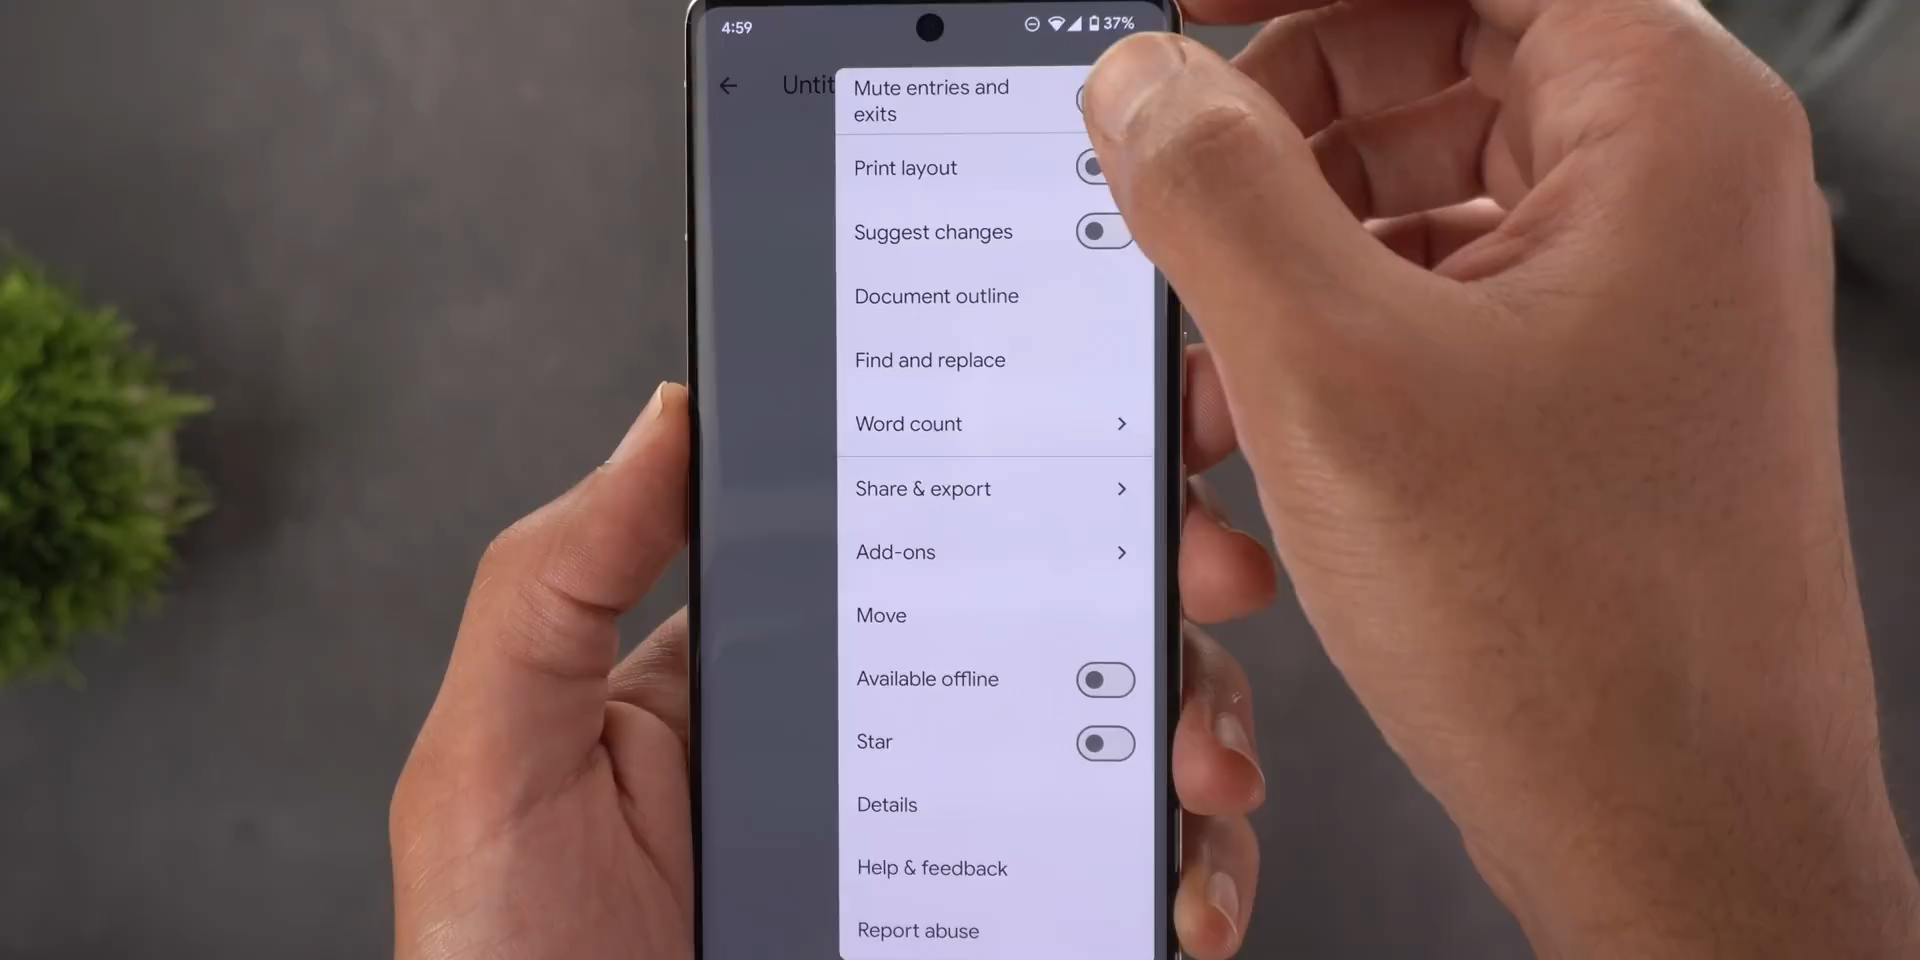 4:59
37%
Untit
Mute entries and
exits
Print layout
Suggest changes
Document outline
Find and replace
Word count
Share & export
Add-ons
Move
Available offline
Star
Details
Help & feedback
Report abuse